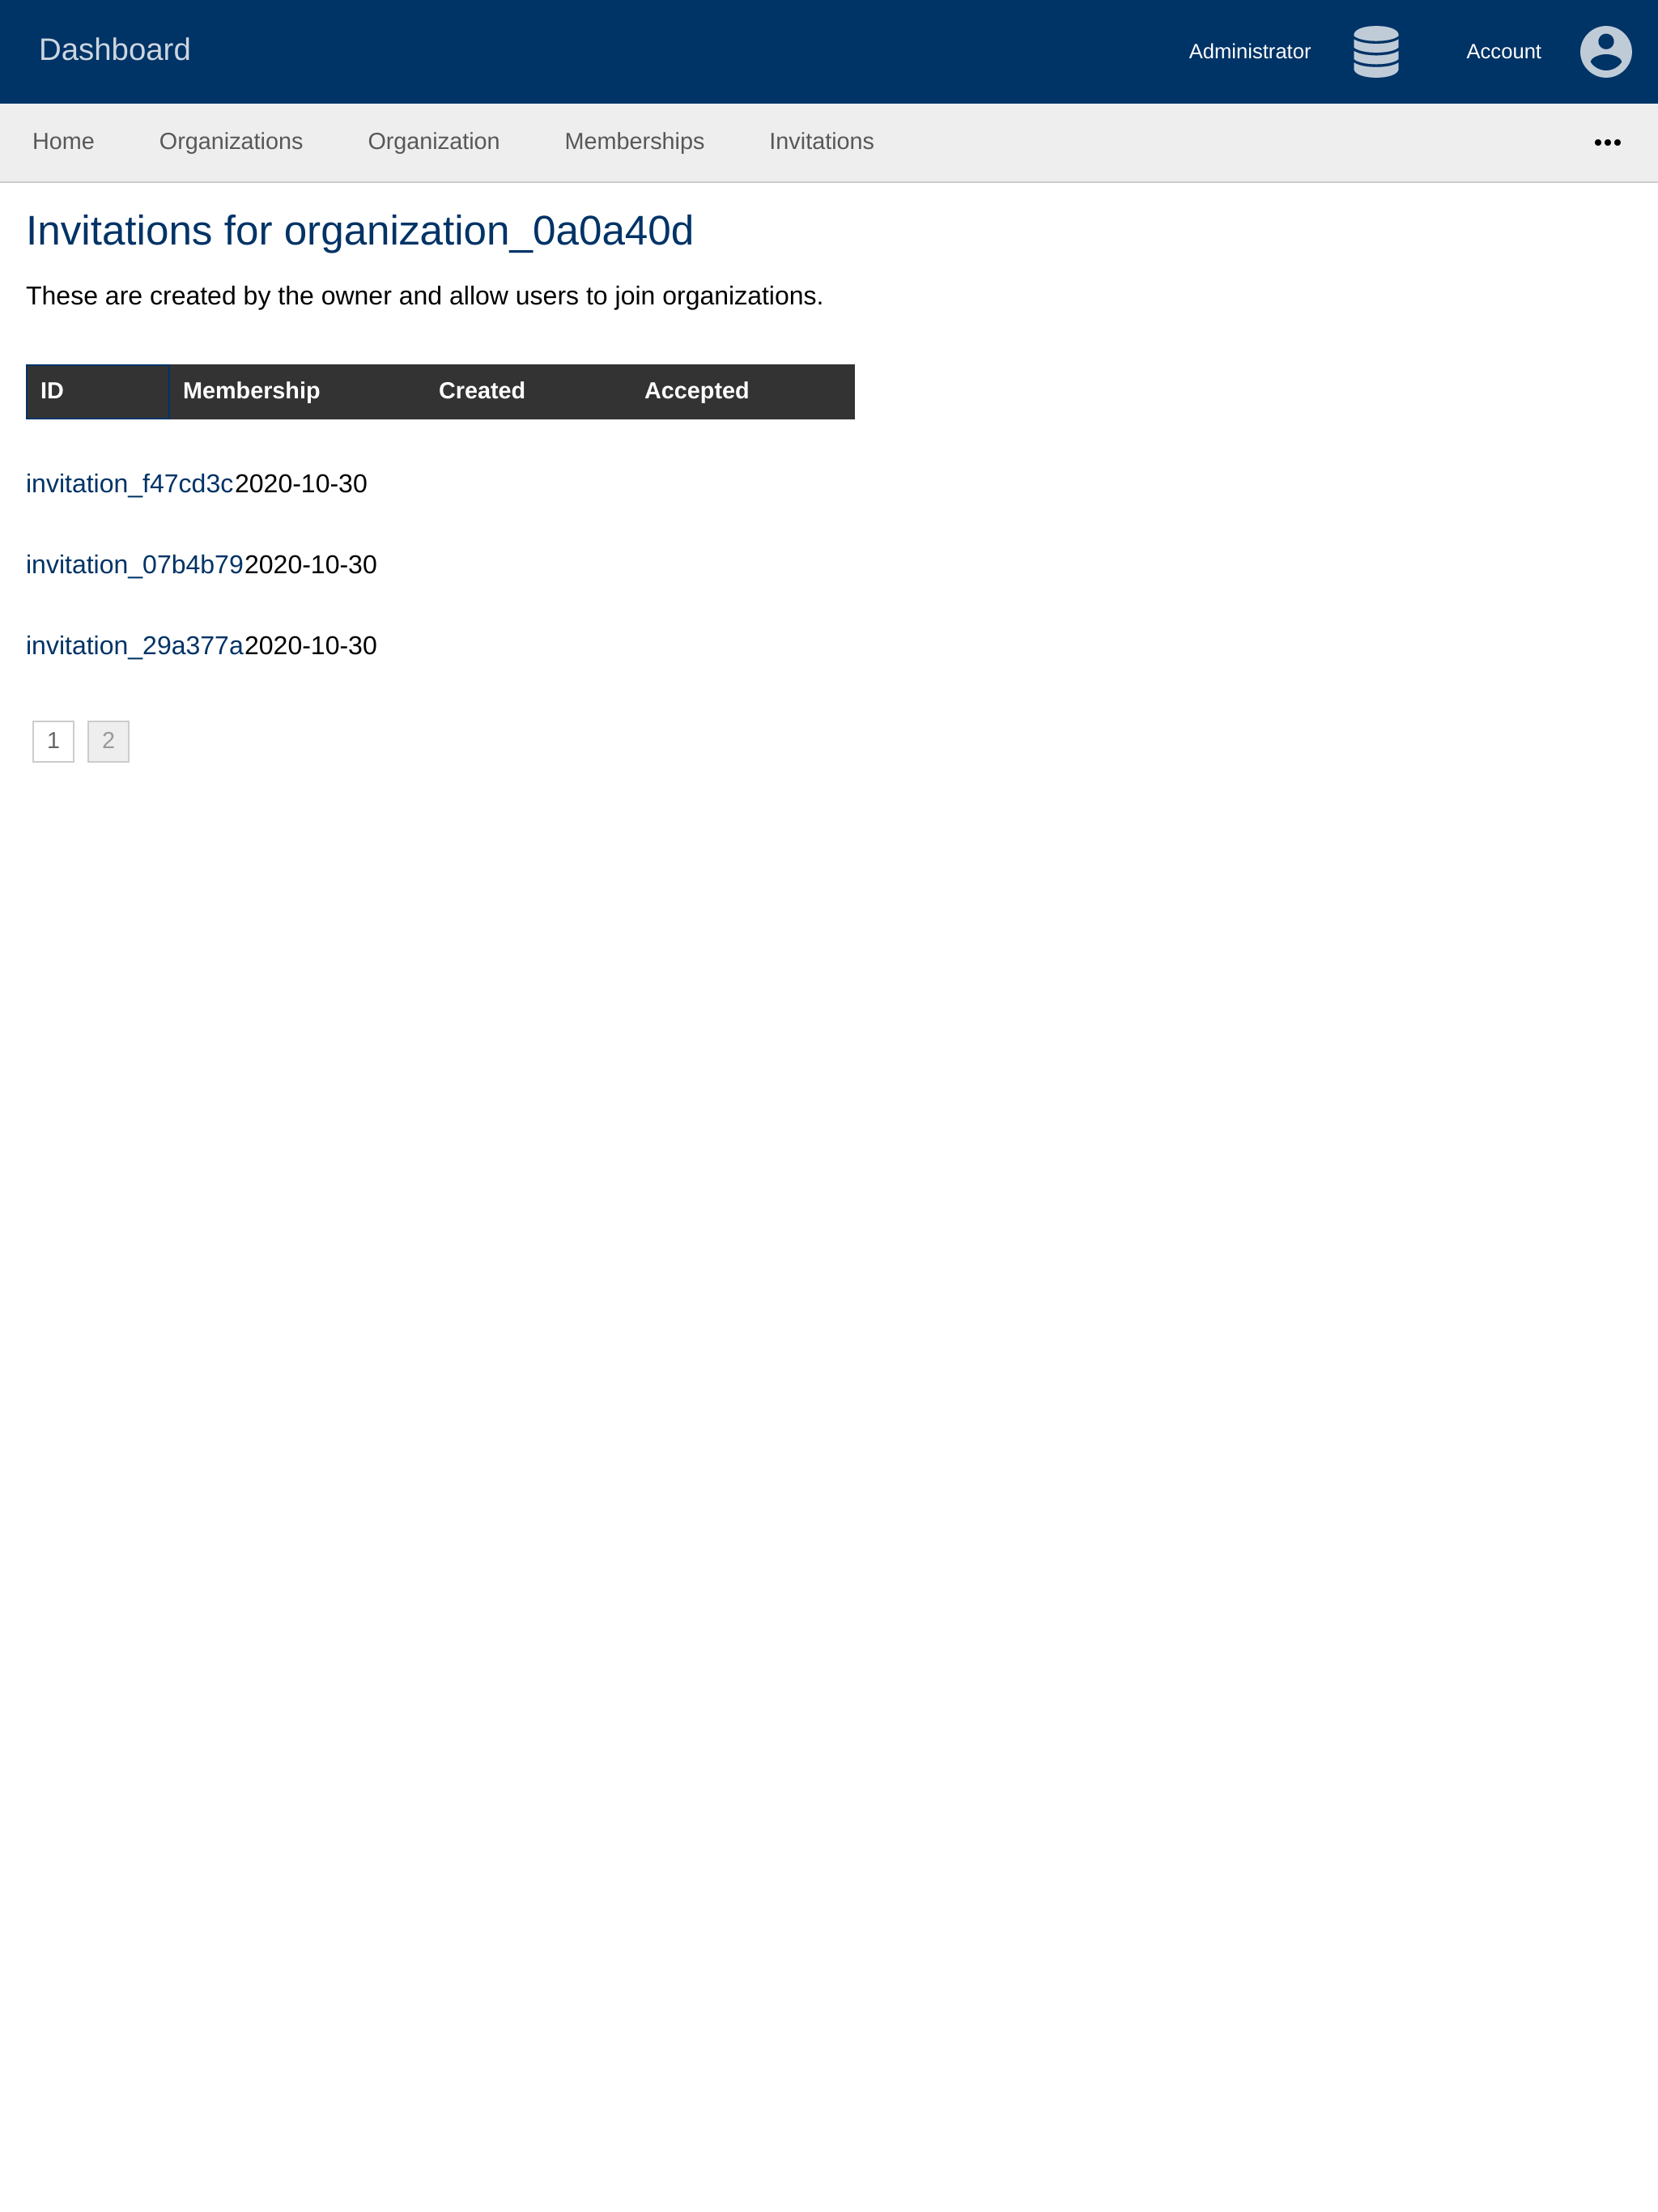 Dashboard Administrator Account
Home Organizations Organization Memberships Invitations •••
Invitations for organization_0a0a40d
These are created by the owner and allow users to join organizations.
ID Membership Created Accepted
invitation_f47cd3c2020-10-30
invitation_07b4b792020-10-30
invitation_29a377a2020-10-30
1 2